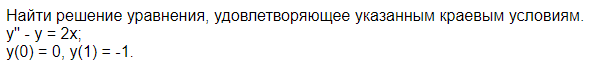 Найти решение уравнения, удовлетворяющее указанным краевым условиям.
y'' - y = 2x;
y(0) = 0, y(1) = -1.